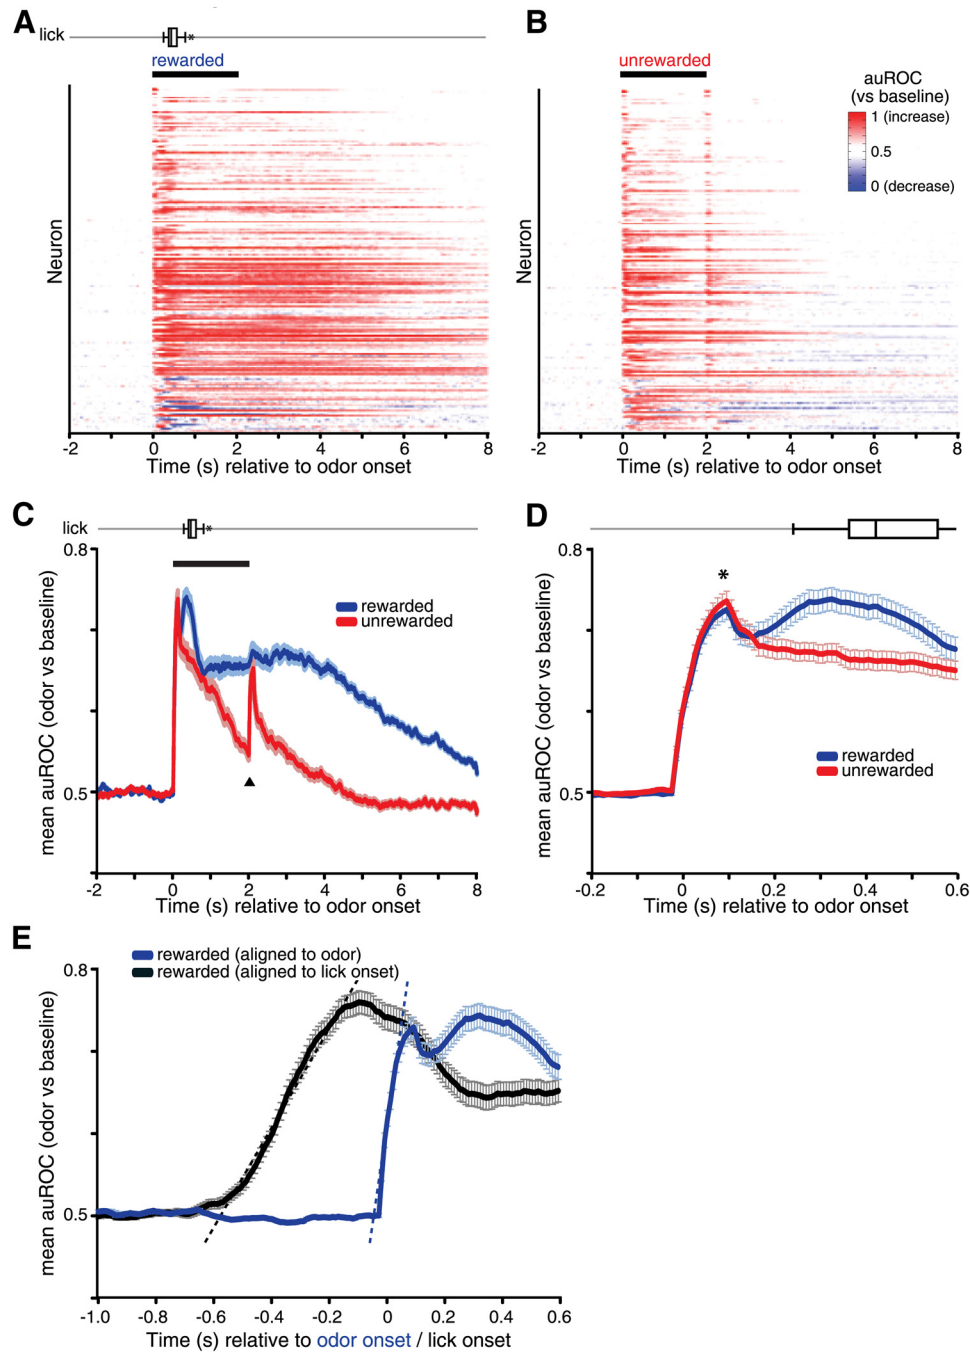 A
lick
*
rewarded
Neuron
-2 0 2 4 6 8
Time (s) relative to odor onset
B
unrewarded
auROC
(vs baseline)
1 (increase)
0.5
0 (decrease)
Neuron
-2 0 2 4 6 8
Time (s) relative to odor onset
C
lick
*
0.8
rewarded
unrewarded
mean auROC (odor vs baseline)
0.5
-2 0 2 4 6 8
Time (s) relative to odor onset
D
0.8
*
mean auROC (odor vs baseline)
rewarded
unrewarded
0.5
-0.2 0 0.2 0.4 0.6
Time (s) relative to odor onset
E
rewarded (aligned to odor)
rewarded (aligned to lick onset)
0.8
mean auROC (odor vs baseline)
0.5
-1.0 -0.8 -0.6 -0.4 -0.2 0 0.2 0.4 0.6
Time (s) relative to odor onset / lick onset